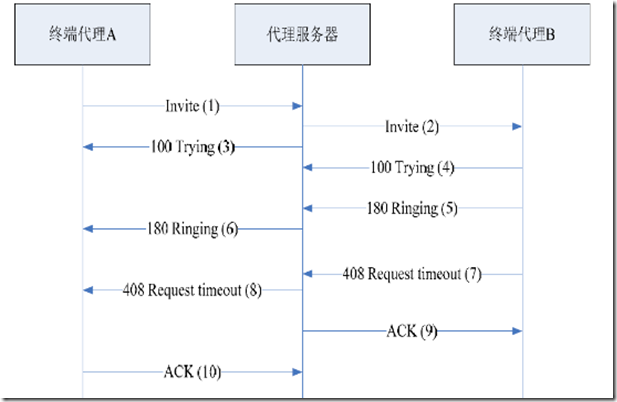 终端代理A
代理服务器
终端代理B
Invite (1)
Invite (2)
100 Trying (3)
100 Trying (4)
180 Ringing (5)
180 Ringing (6)
408 Request timeout (7)
408 Request timeout (8)
ACK (9)
ACK (10)